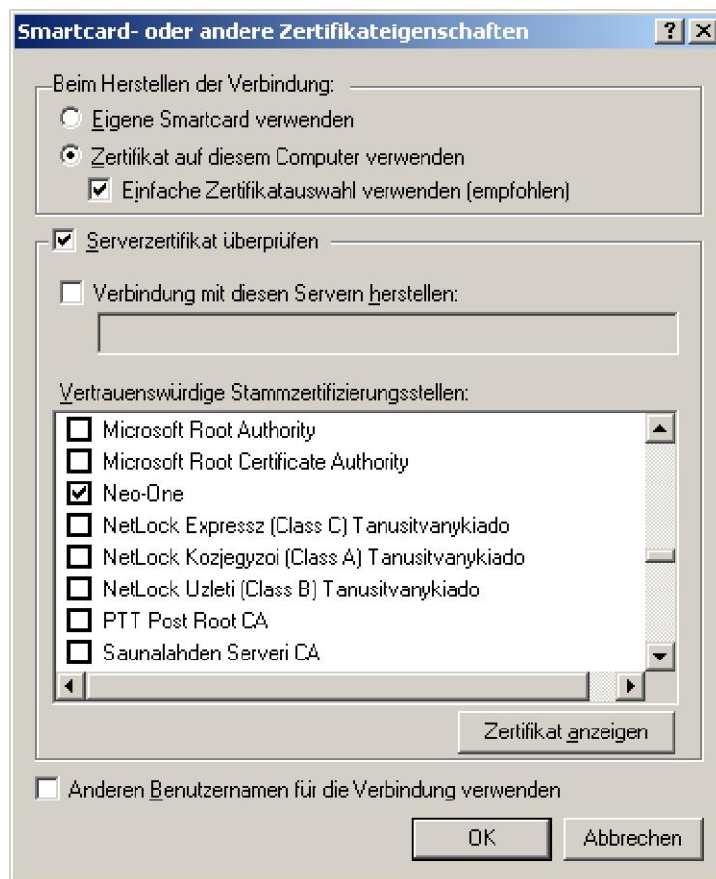 Smartcard- oder andere Zertifikateigenschaften
Beim Herstellen der Verbindung:
Eigene Smartcard verwenden
Zertifikat auf diesem Computer verwenden
Einfache Zertifikatauswahl verwenden (empfohlen)
Serverzertifikat überprüfen
Verbindung mit diesen Servern herstellen:
Vertrauenswürdige Stammzertifizierungsstellen:
Microsoft Root Authority
Microsoft Root Certificate Authority
Neo-One
NetLock Expressz (Class C) Tanusitvanykiado
NetLock Kozjegyzoi (Class A) Tanusitvanykiado
NetLock Uzleti (Class B) Tanusitvanykiado
PTT Post Root CA
Saunalahden Serveri CA
Zertifikat anzeigen
Anderen Benutzernamen für die Verbindung verwenden
OK Abbrechen